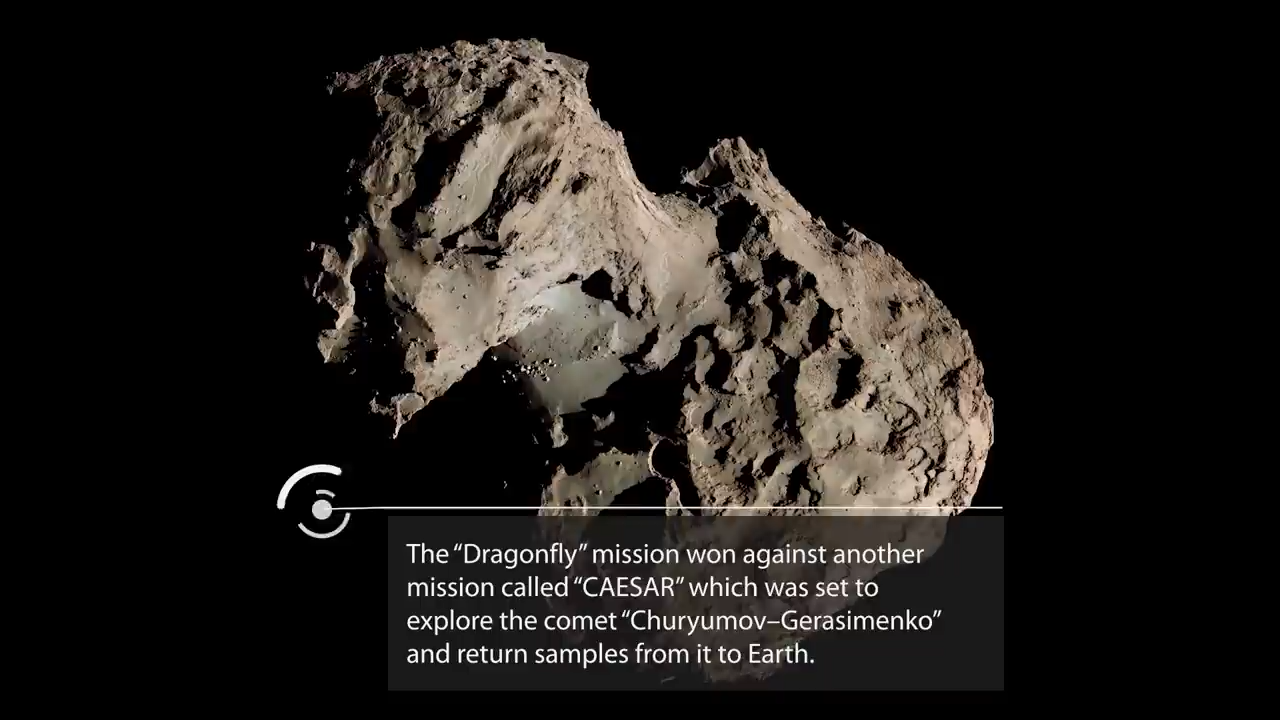 The “Dragonfly” mission won against another
mission called “CAESAR” which was set to
explore the comet “Churyumov–Gerasimenko”
and return samples from it to Earth.